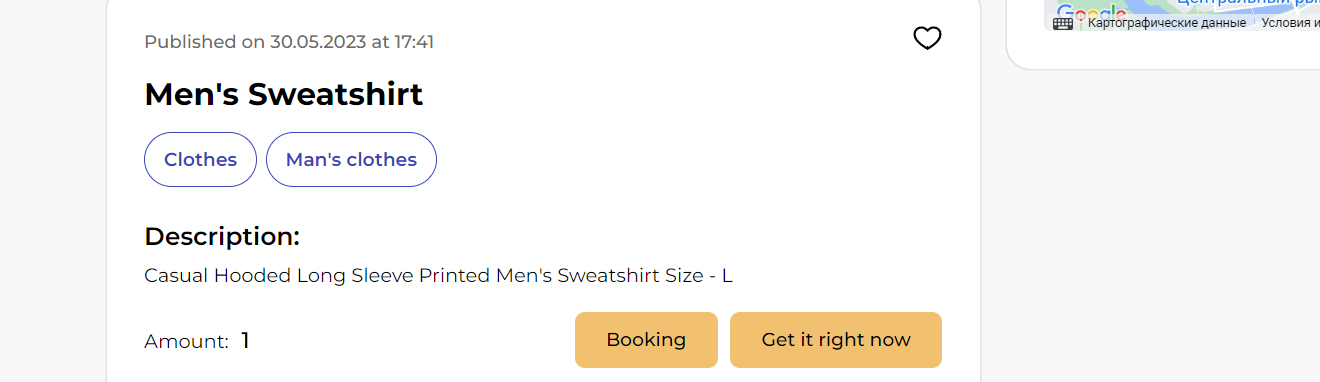 Published on 30.05.2023 at 17:41
Men's Sweatshirt
Clothes
Man's clothes
Description:
Casual Hooded Long Sleeve Printed Men's Sweatshirt Size - L
Amount: 1
Booking
Get it right now
Google
Картографические данные
Условия